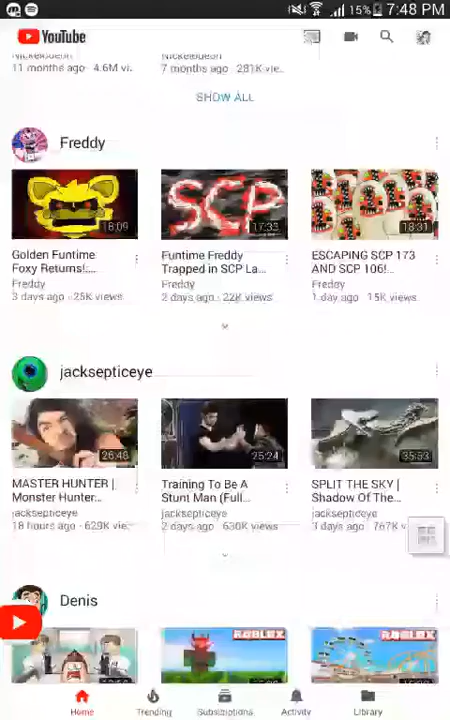 15% 7:48 PM
YouTube
Nickelodeon Nickelodeon
11 months ago · 4.6M vi... 7 months ago · 281K vie...
SHOW ALL
Freddy
18:09 SCP 17:33 18:31
Golden Funtime
Foxy Returns!:...
Freddy
3 days ago · 25K views
Funtime Freddy
Trapped in SCP La...
Freddy
2 days ago · 22K views
ESCAPING SCP 173
AND SCP 106!...
Freddy
1 day ago · 15K views
jacksepticeye
26:48 25:24 35:53
MASTER HUNTER |
Monster Hunter...
jacksepticeye
18 hours ago · 629K vie...
Training To Be A
Stunt Man (Full...
jacksepticeye
2 days ago · 630K views
SPLIT THE SKY |
Shadow Of The...
jacksepticeye
3 days ago · 767K v
Denis
ROBLOX ROBLOX
Home Trending Subscriptions Activity Library